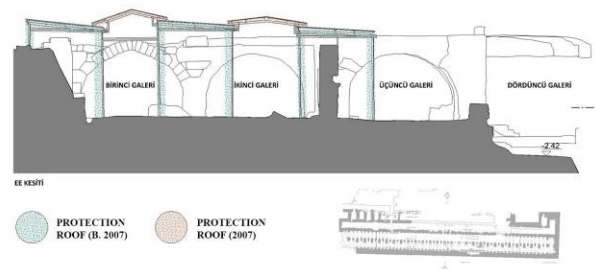 BİRİNCİ GALERİ
İKİNCİ GALERİ
ÜÇÜNCÜ GALERİ
DÖRDÜNCÜ GALERİ
-2.42
EE KESİTİ
PROTECTION
ROOF (B. 2007)
PROTECTION
ROOF (2007)